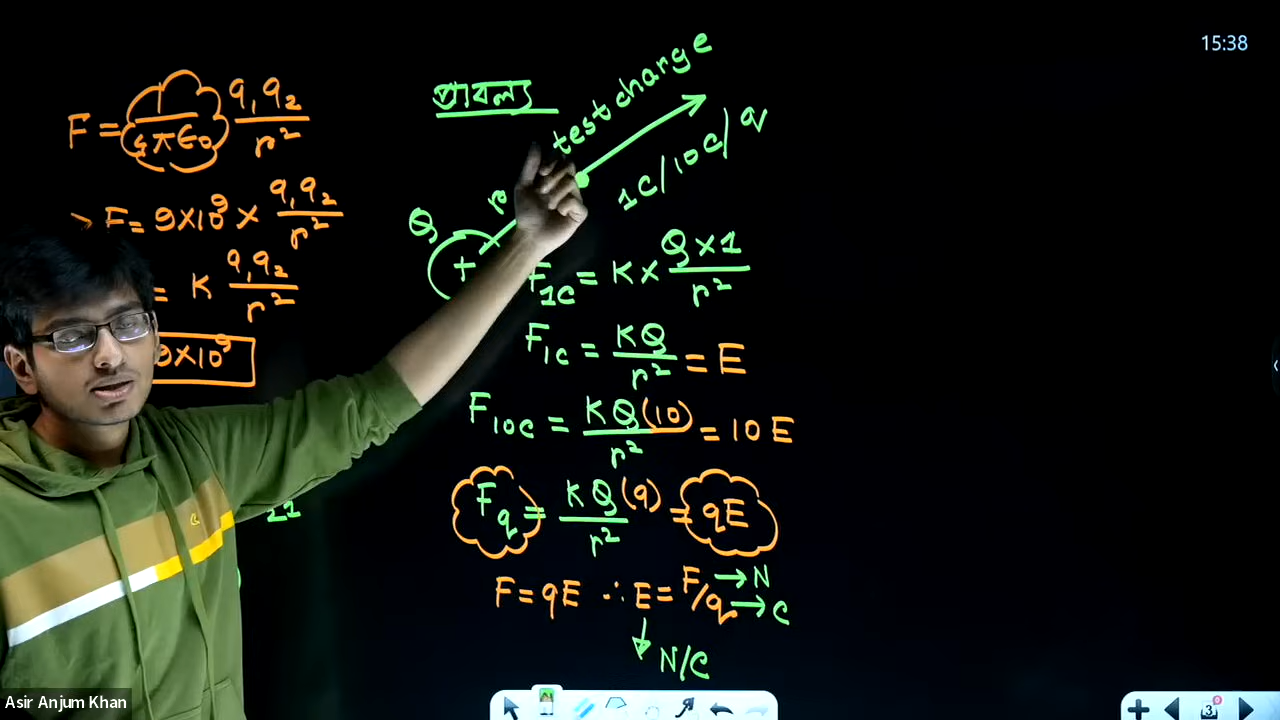 15:38
F = 1/4πϵ₀ q₁q₂/r²
F = 9×10⁹ × q₁q₂/r²
= K q₁q₂/r²
9×10⁹
প্রাবল্য
test charge
1C/10C/q
Q
r
+
F1C = K × Q×1/r²
F1C = KQ/r² = E
F10C = KQ(10)/r² = 10E
Fq = KQ(q)/r² = qE
F = qE ∴ E = F/q → N → C
↓ N/C
Asir Anjum Khan
3